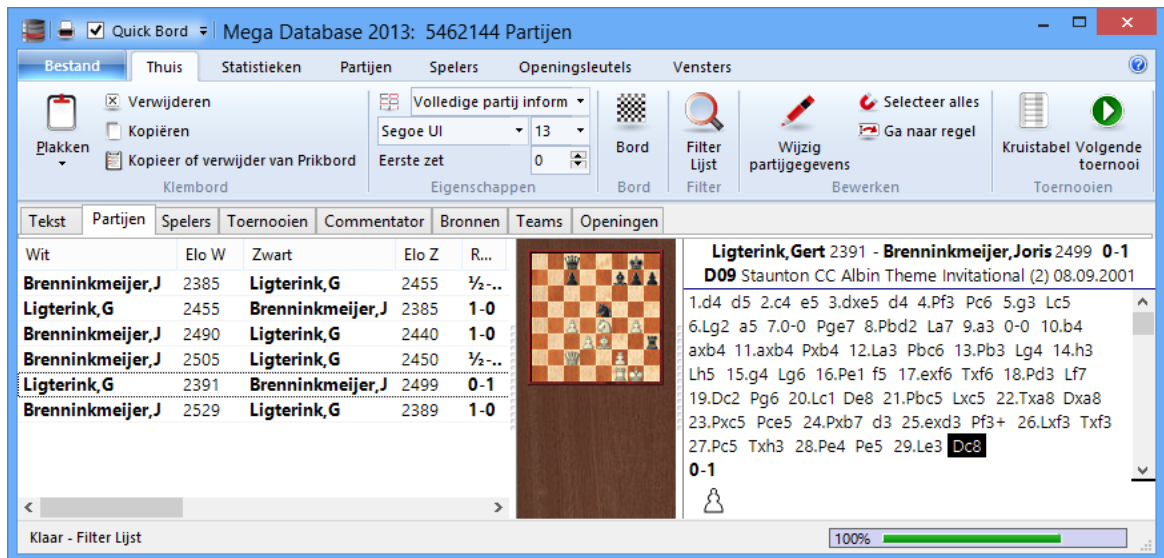 Quick Bord Mega Database 2013: 5462144 Partijen
Bestand Thuis Statistieken Partijen Spelers Openingsleutels Vensters
Plakken
Verwijderen
Kopiëren
Kopieer of verwijder van Prikbord
Klembord
Volledige partij inform
Segoe UI 13
Eerste zet 0
Eigenschappen
Bord
Bord
Filter
Lijst
Filter
Wijzig
partijgegevens
Selecteer alles
Ga naar regel
Bewerken
Kruistabel Volgende
toernooi
Toernooien
Tekst Partijen Spelers Toernooien Commentator Bronnen Teams Openingen
Wit Elo W Zwart Elo Z R...
Brenninkmeijer,J 2385 Ligterink,G 2455 ½-..
Ligterink,G 2455 Brenninkmeijer,J 2385 1-0
Brenninkmeijer,J 2490 Ligterink,G 2440 1-0
Brenninkmeijer,J 2505 Ligterink,G 2450 ½-..
Ligterink,G 2391 Brenninkmeijer,J 2499 0-1
Brenninkmeijer,J 2529 Ligterink,G 2389 1-0
Ligterink,Gert 2391 - Brenninkmeijer,Joris 2499 0-1
D09 Staunton CC Albin Theme Invitational (2) 08.09.2001
1.d4 d5 2.c4 e5 3.dxe5 d4 4.Pf3 Pc6 5.g3 Lc5
6.Lg2 a5 7.0-0 Pge7 8.Pbd2 La7 9.a3 0-0 10.b4
axb4 11.axb4 Pxb4 12.La3 Pbc6 13.Pb3 Lg4 14.h3
Lh5 15.g4 Lg6 16.Pe1 f5 17.exf6 Txf6 18.Pd3 Lf7
19.Dc2 Pg6 20.Lc1 De8 21.Pbc5 Lxc5 22.Txa8 Dxa8
23.Pxc5 Pce5 24.Pxb7 d3 25.exd3 Pf3+ 26.Lxf3 Txf3
27.Pc5 Txh3 28.Pe4 Pe5 29.Le3 Dc8
0-1
Klaar - Filter Lijst 100%